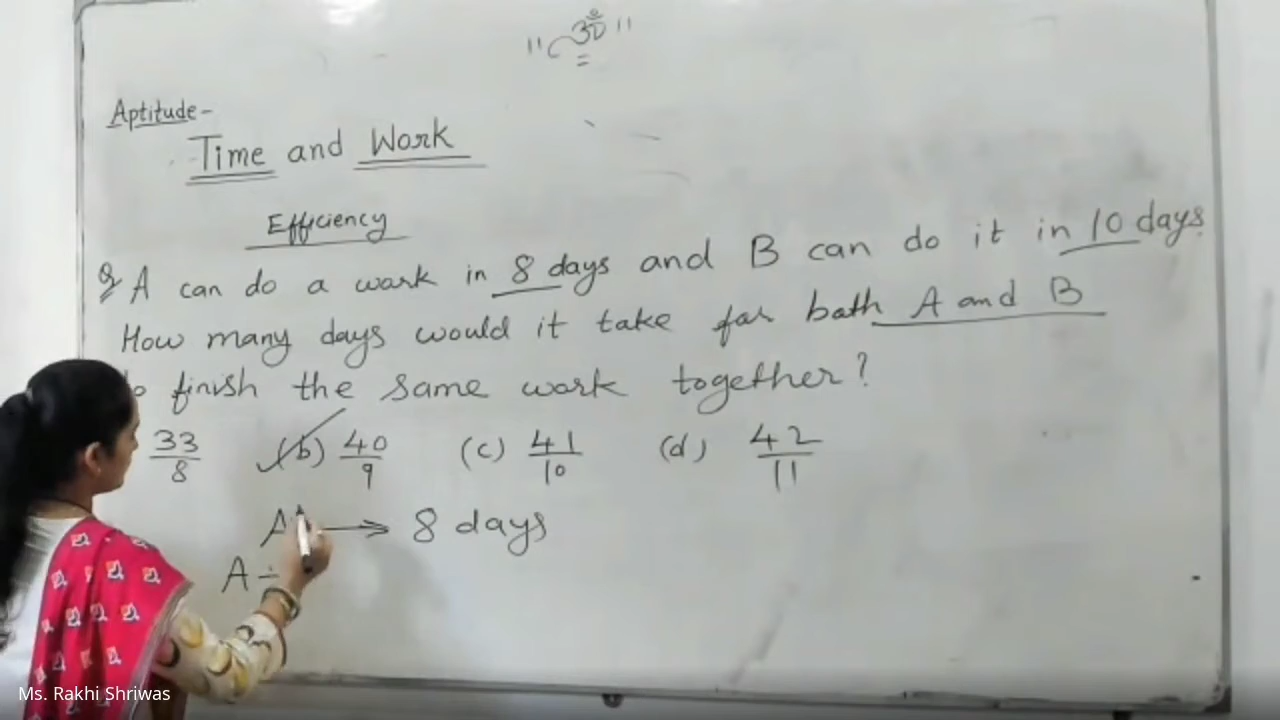 " ॐ "
Aptitude-
Time and Work
Efficiency
Q A can do a work in 8 days and B can do it in 10 days.
How many days would it take for both A and B
finish the same work together?
33/8 (b) 40/9 (c) 41/10 (d) 42/11
A → 8 days
A
Ms. Rakhi Shriwas